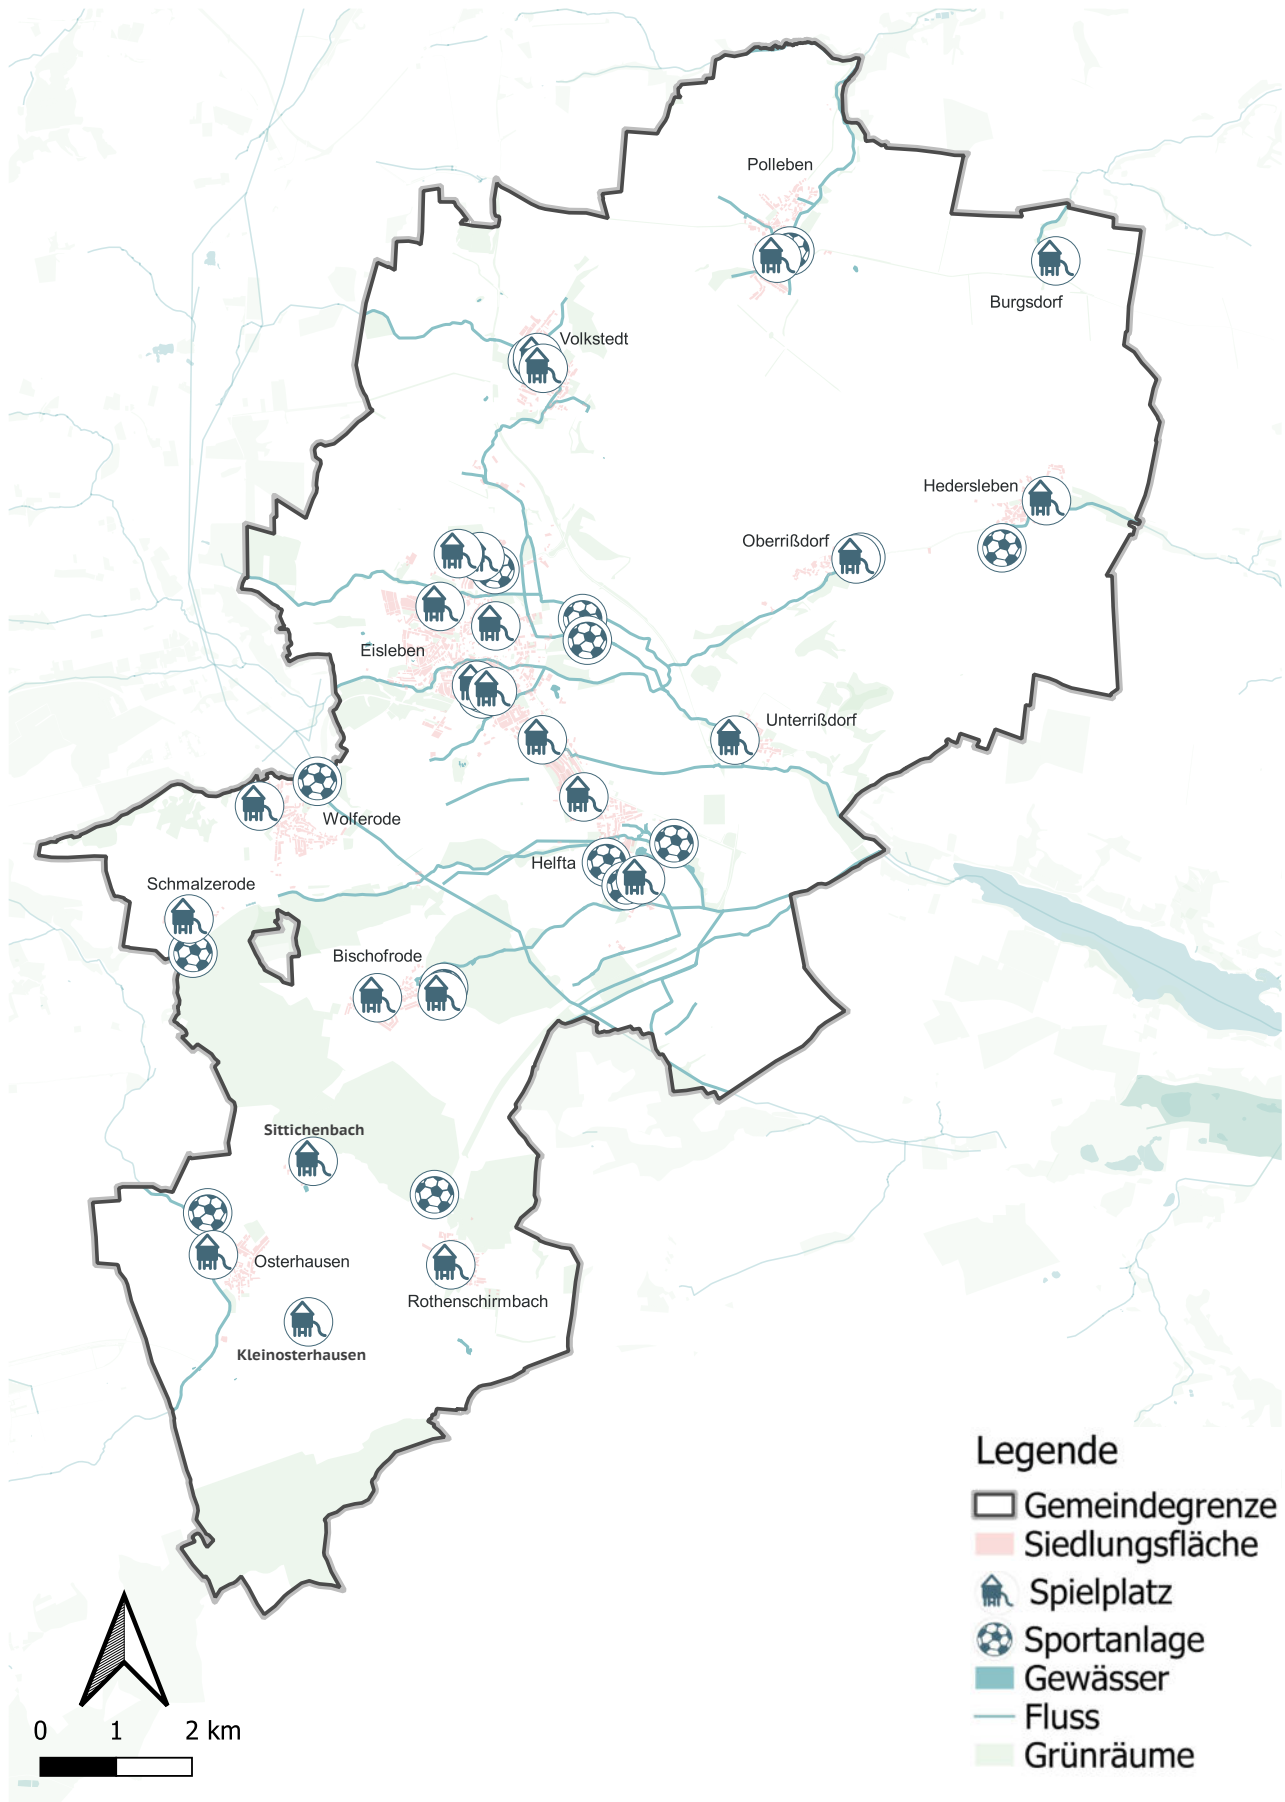 Polleben
Burgsdorf
Volkstedt
Hedersleben
Oberrißdorf
Eisleben
Unterrißdorf
Wolferode
Helfta
Schmalzerode
Bischofrode
Sittichenbach
Osterhausen
Rothenschirmbach
Kleinosterhausen
Legende
Gemeindegrenze
Siedlungsfläche
Spielplatz
Sportanlage
Gewässer
Fluss
Grünräume
0 1 2 km